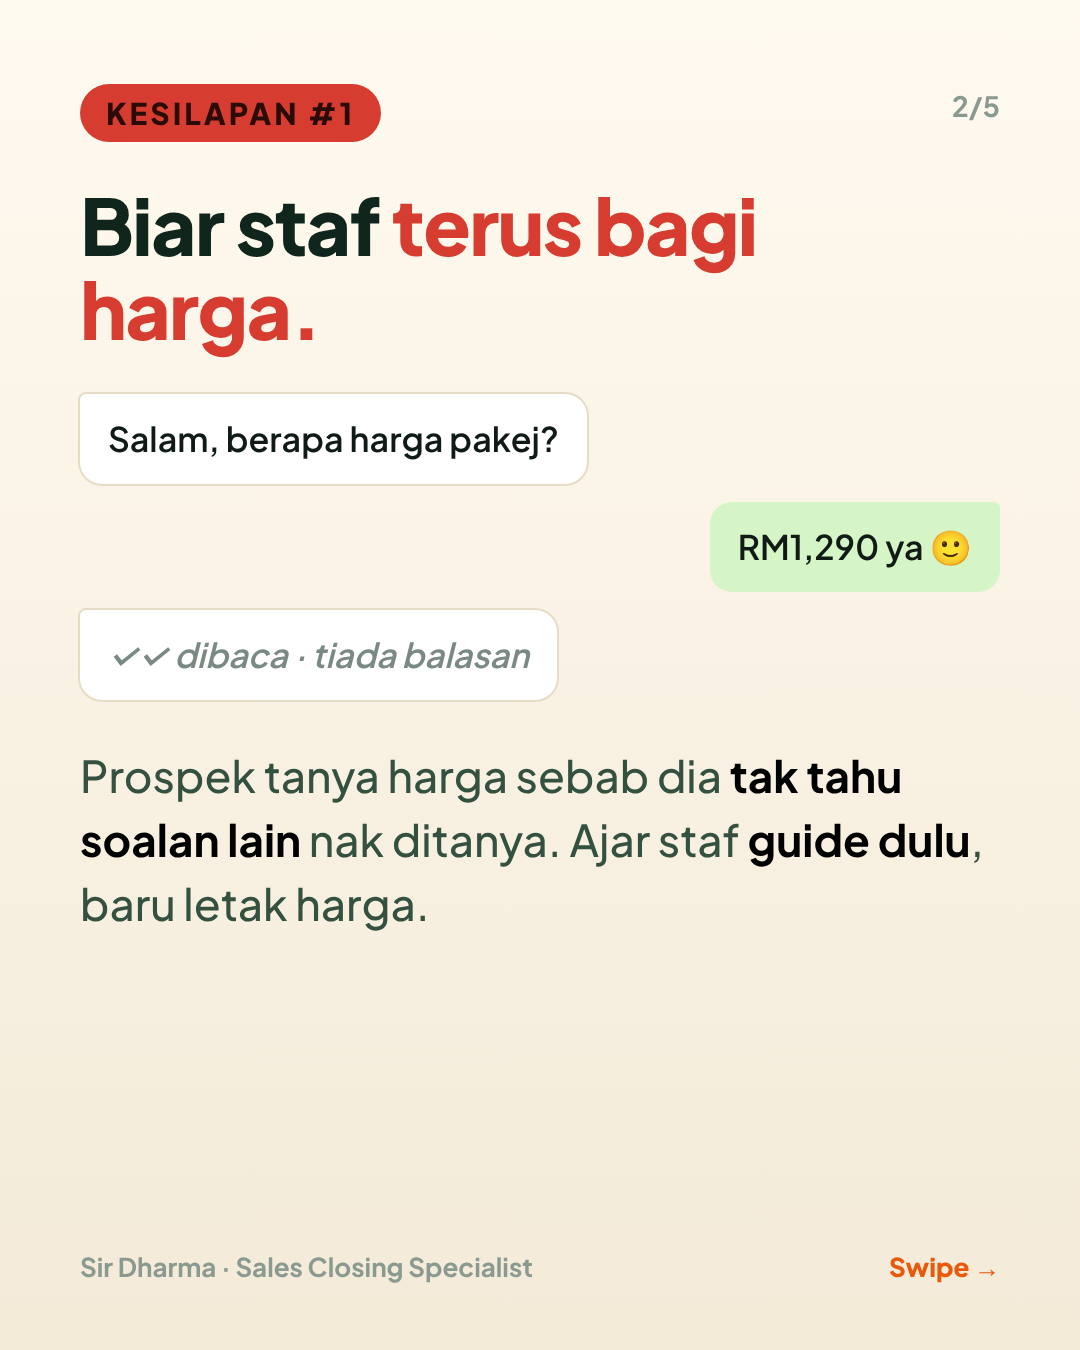 KESILAPAN #1
2/5
Biar staf terus bagi
harga.
Salam, berapa harga pakej?
RM1,290 ya 🙂
✓✓ dibaca · tiada balasan
Prospek tanya harga sebab dia tak tahu
soalan lain nak ditanya. Ajar staf guide dulu,
baru letak harga.
Sir Dharma · Sales Closing Specialist
Swipe →